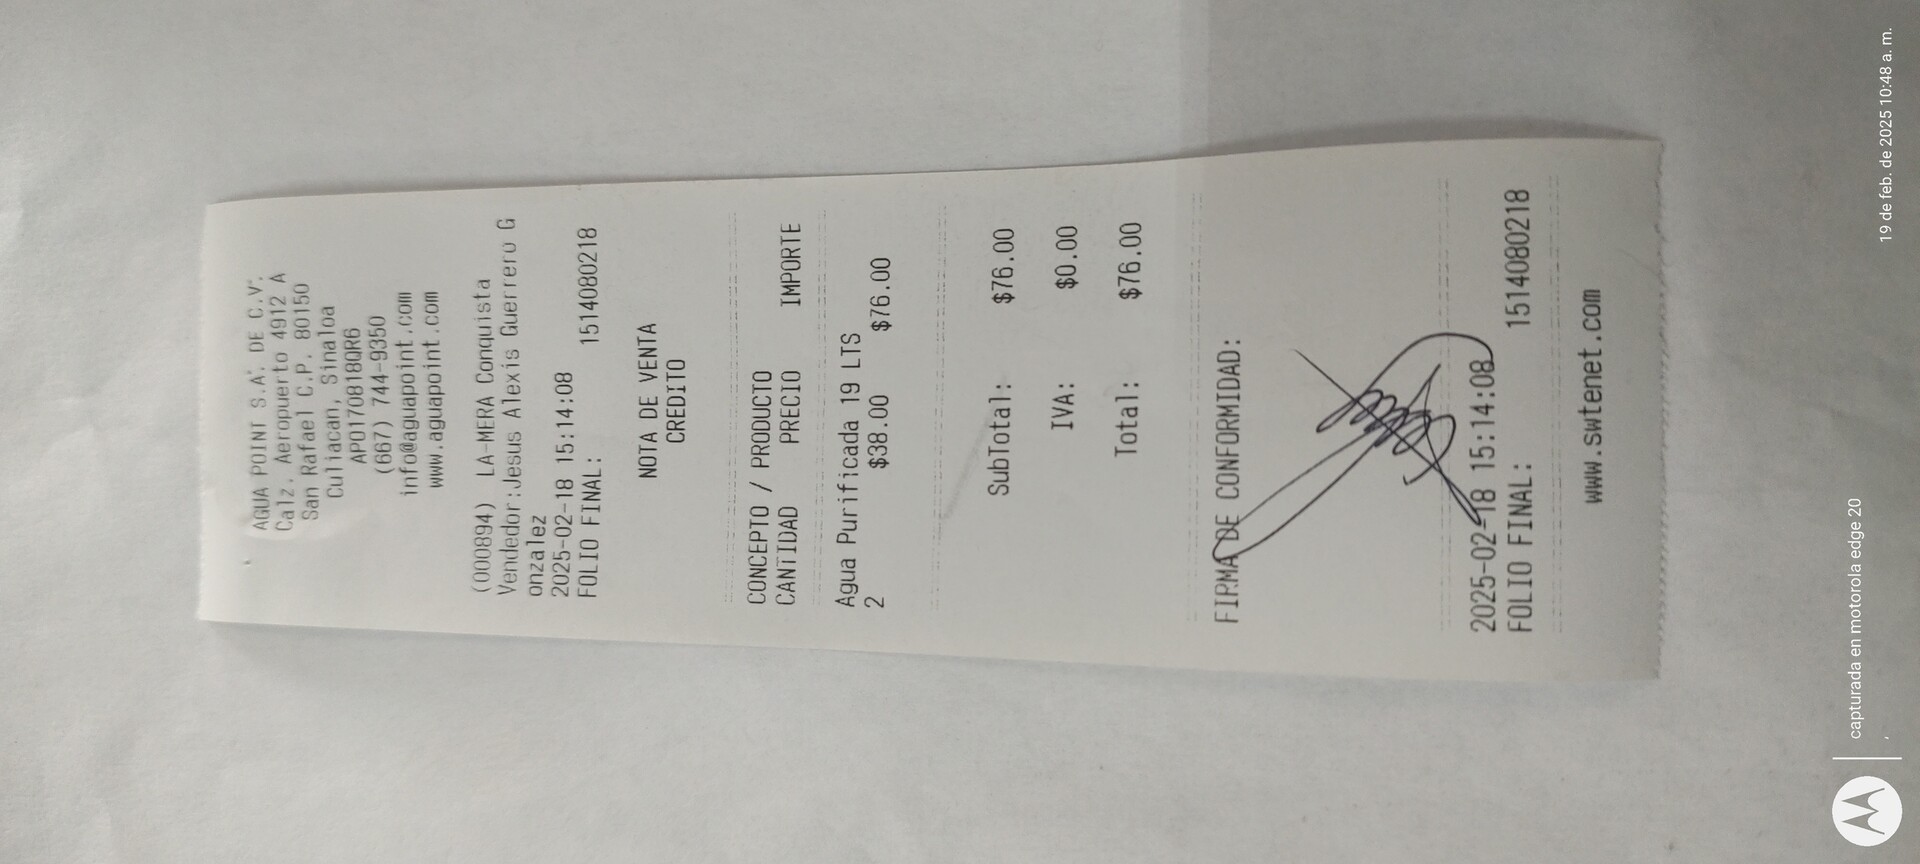 AGUA POINT S.A. DE C.V.
Calz. Aeropuerto 4912 A
San Rafael C.P. 80150
Culiacan, Sinaloa
APO170818QR6
(667) 744-9350
info@aguapoint.com
www.aguapoint.com
(000894) LA-MERA Conquista
Vendedor:Jesus Alexis Guerrero G
onzalez
2025-02-18 15:14:08
FOLIO FINAL: 1514080218
NOTA DE VENTA
CREDITO
CONCEPTO / PRODUCTO
CANTIDAD PRECIO IMPORTE
Agua Purificada 19 LTS
2 $38.00 $76.00
SubTotal: $76.00
IVA: $0.00
Total: $76.00
FIRMA DE CONFORMIDAD:
2025-02-18 15:14:08
FOLIO FINAL: 1514080218
www.swtenet.com
capturada en motorola edge 20
19 de feb. de 2025 10:48 a. m.